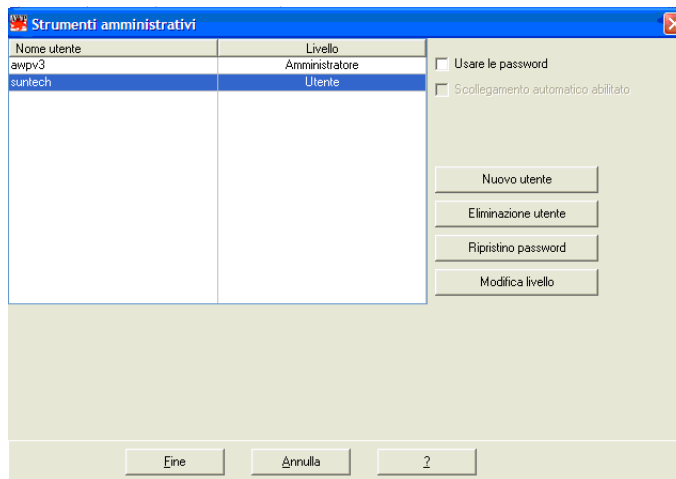 Strumenti amministrativi
Nome utente Livello
awpv3 Amministratore
suntech Utente
Usare le password
Scollegamento automatico abilitato
Nuovo utente
Eliminazione utente
Ripristino password
Modifica livello
Fine Annulla ?